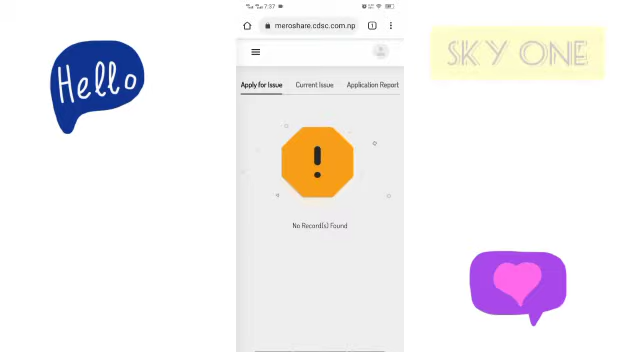 7:37
meroshare.cdsc.com.np
1
Apply for Issue Current Issue Application Report
No Record(s) Found
Hello
SKY ONE